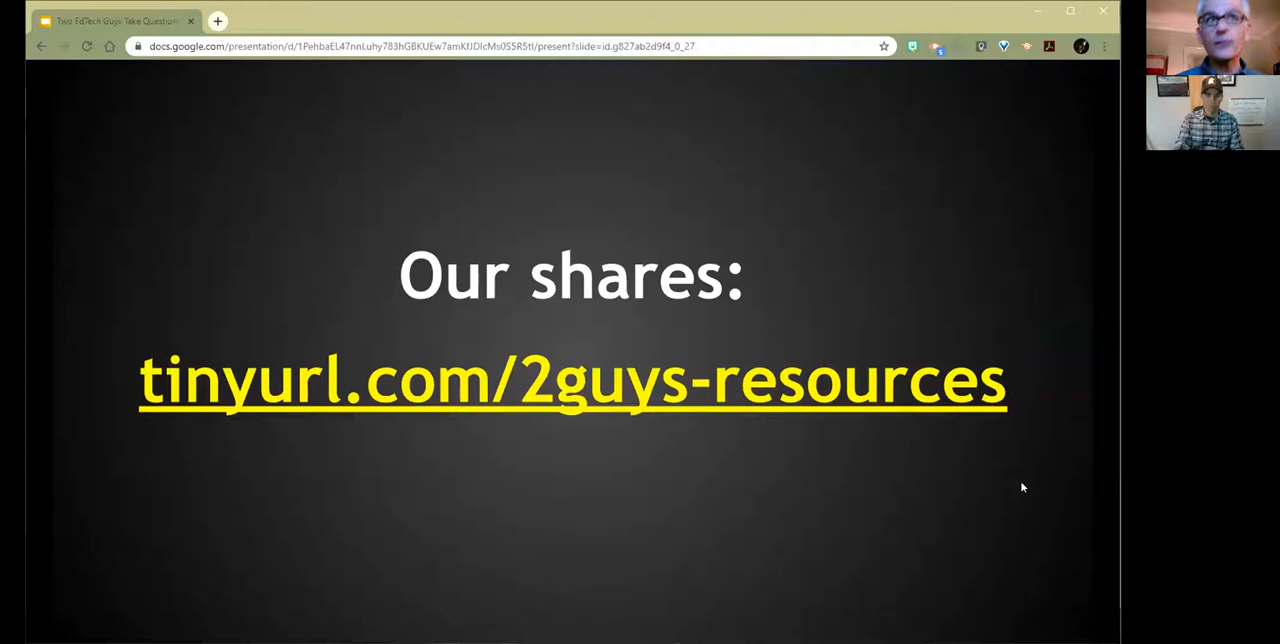 Two EdTech Guys Take Question
docs.google.com/presentation/d/1PehbaEL47nnLuhy783hGBKUEw7amKfJDIcMs0S5R5tI/present?slide=id.g827ab2d9f4_0_27
Our shares:
tinyurl.com/2guys-resources